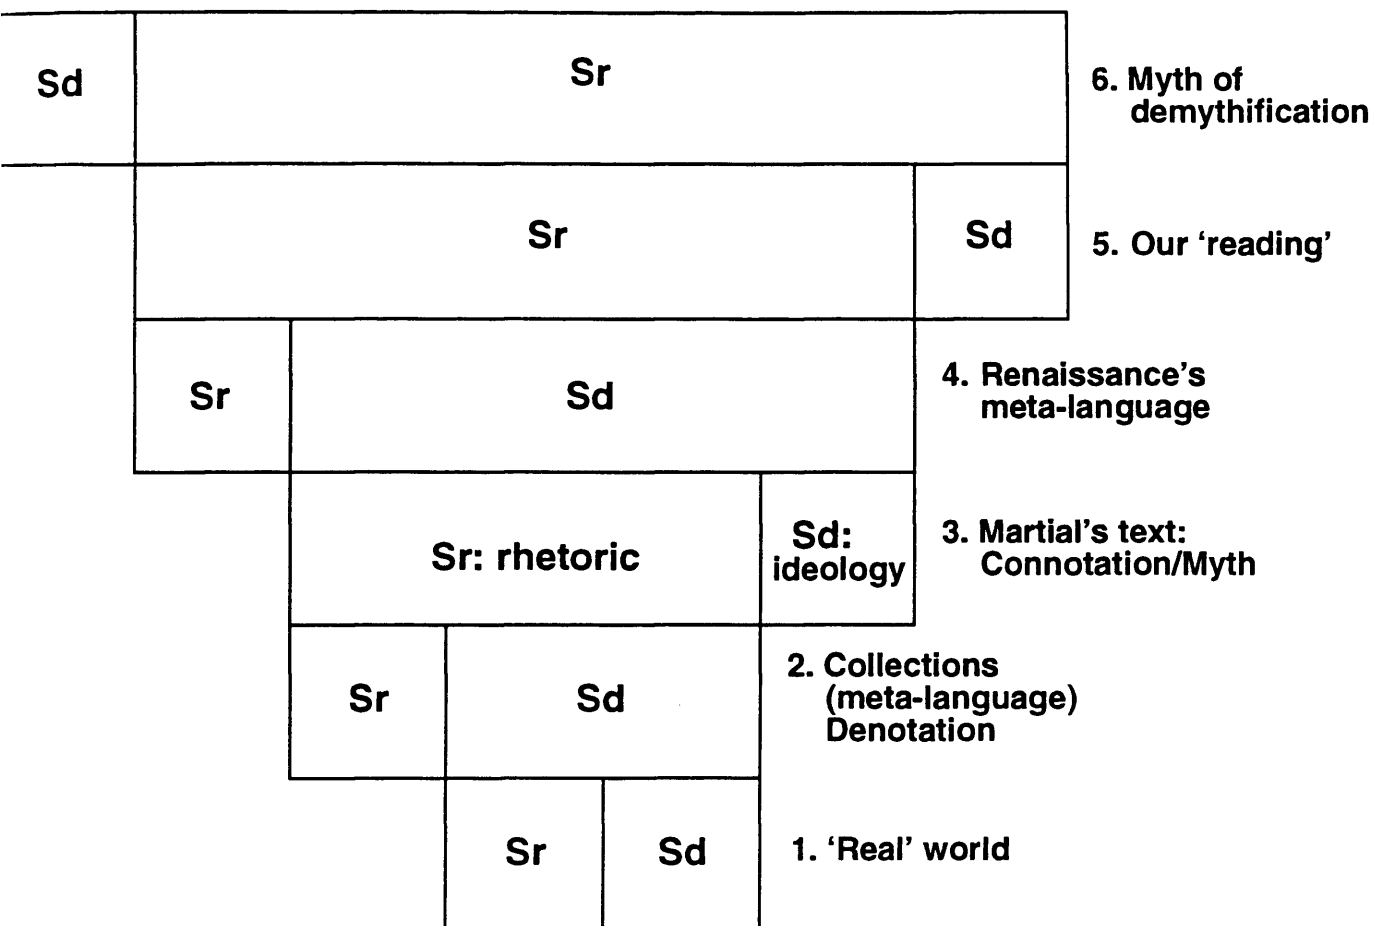 Sd
Sr
6. Myth of
demythification
Sr
Sd
5. Our ‘reading’
Sr
Sd
4. Renaissance’s
meta-language
Sr: rhetoric
Sd:
ideology
3. Martial’s text:
Connotation/Myth
Sr
Sd
2. Collections
(meta-language)
Denotation
Sr
Sd
1. ‘Real’ world